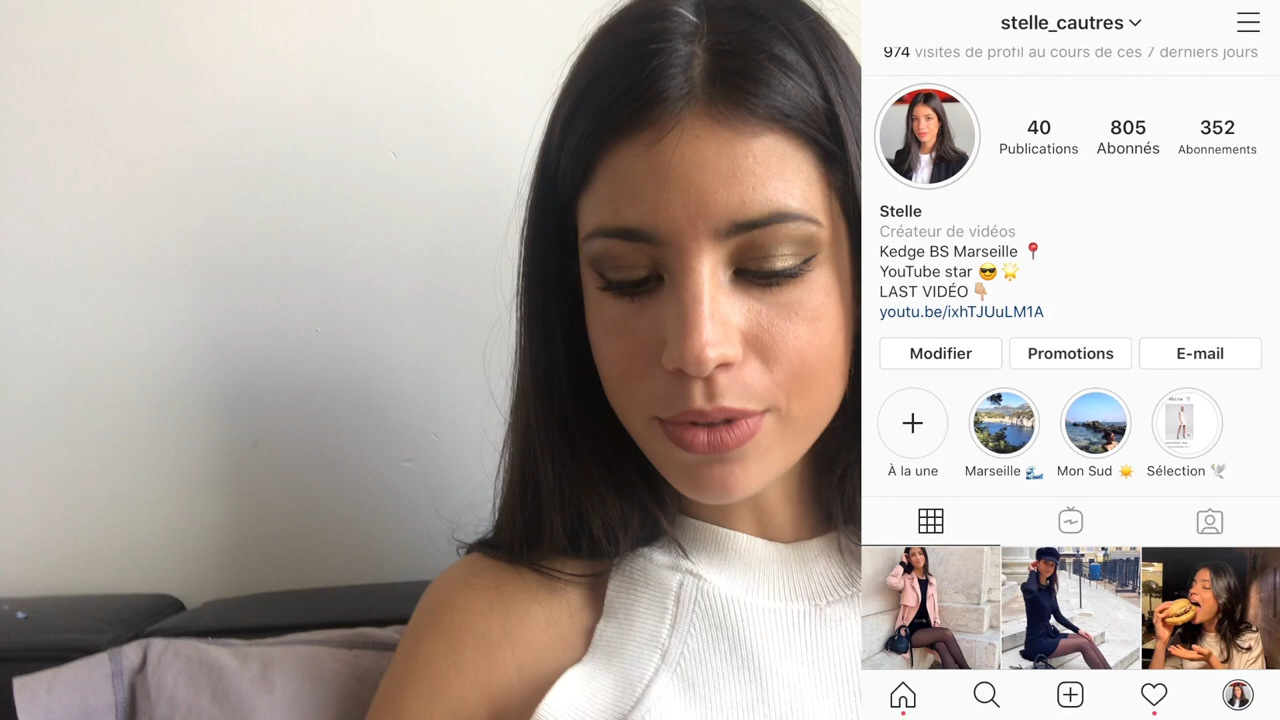 stelle_cautres
974 visites de profil au cours de ces 7 derniers jours
40 805 352
Publications Abonnés Abonnements
Stelle
Créateur de vidéos
Kedge BS Marseille 📍
YouTube star 😎🌟
LAST VIDÉO 👇🏼
youtu.be/ixhTJUuLM1A
Modifier Promotions E-mail
À la une Marseille 🌊 Mon Sud ☀️ Sélection 🕊